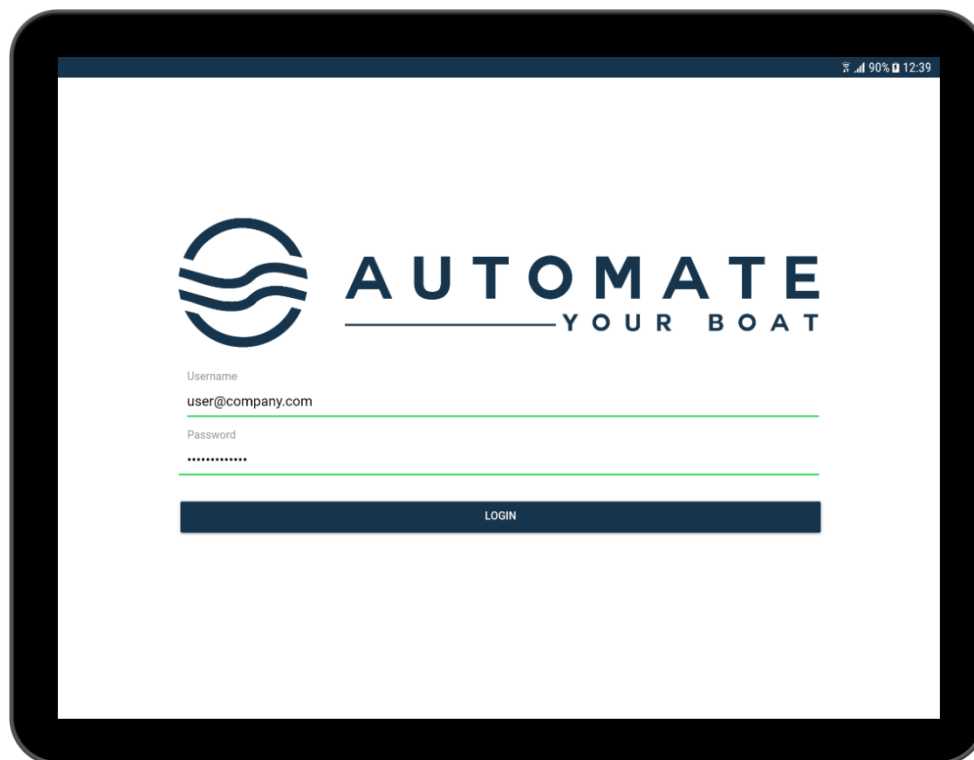 90% 12:39
AUTOMATE
YOUR BOAT
Username
user@company.com
Password
•••••••••••••
LOGIN